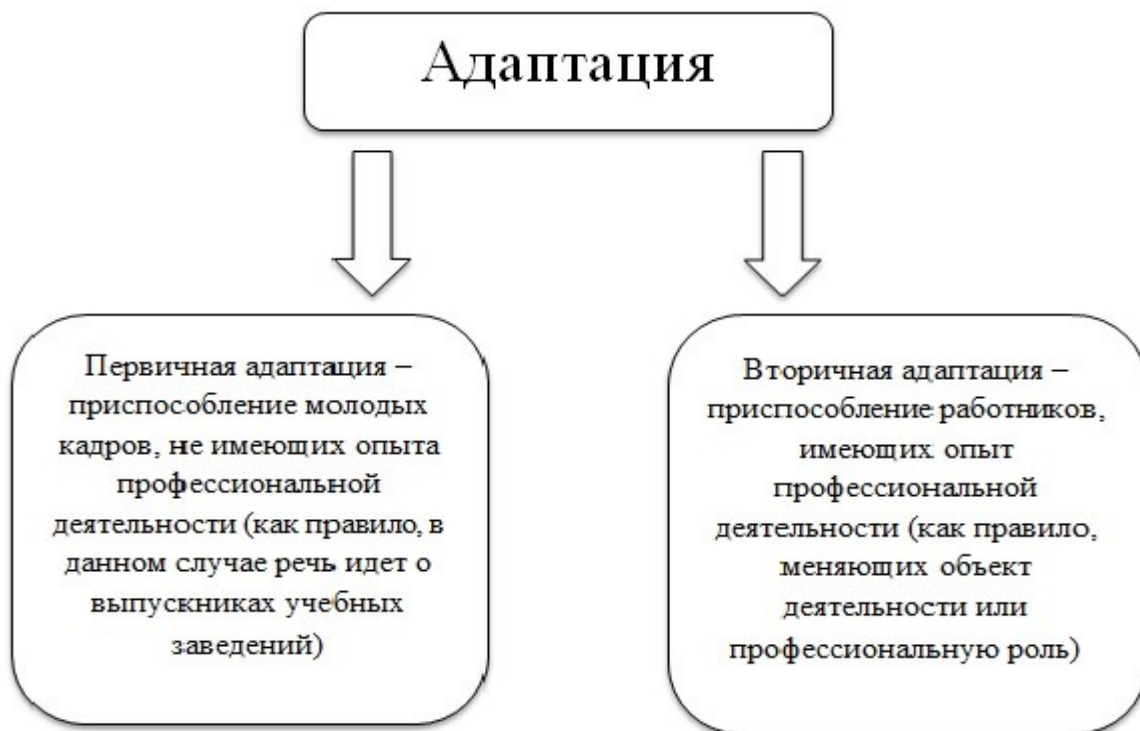 Адаптация
Первичная адаптация –
приспособление молодых
кадров, не имеющих опыта
профессиональной
деятельности (как правило, в
данном случае речь идет о
выпускниках учебных
заведений)
Вторичная адаптация –
приспособление работников,
имеющих опыт
профессиональной
деятельности (как правило,
меняющих объект
деятельности или
профессиональную роль)